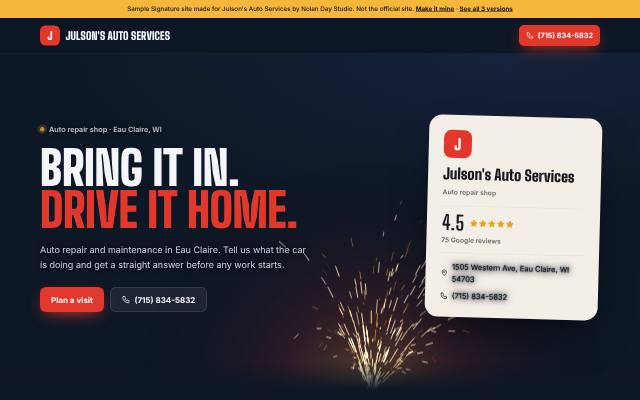 Sample Signature site made for Julson's Auto Services by Nolan Day Studio. Not the official site. Make it mine · See all 3 versions
J JULSON'S AUTO SERVICES
(715) 834-5832
Auto repair shop · Eau Claire, WI
BRING IT IN.
DRIVE IT HOME.
Auto repair and maintenance in Eau Claire. Tell us what the car
is doing and get a straight answer before any work starts.
Plan a visit
(715) 834-5832
J
Julson's Auto Services
Auto repair shop
4.5
75 Google reviews
1505 Western Ave, Eau Claire, WI
54703
(715) 834-5832